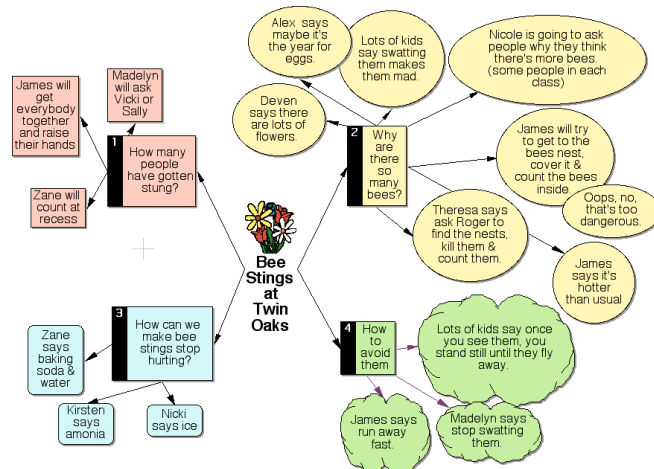 Bee
Stings
at
Twin
Oaks
1
How many
people
have gotten
stung?
James will
get
everybody
together
and raise
their hands
Madelyn
will ask
Vicki or
Sally
Zane will
count at
recess
2
Why are
there
so many
bees?
Alex says
maybe it's
the year for
eggs.
Lots of kids
say swatting
them makes
them mad.
Nicole is going to ask
people why they think
there's more bees.
(some people in each
class)
Deven says there
are lots of
flowers.
James will try
to get to the
bees nest,
cover it &
count the bees
inside.
Oops, no,
that's too
dangerous.
Theresa says
ask Roger to
find the nests,
kill them &
count them.
James
says it's
hotter
than usual
3
How can we
make bee
stings stop
hurting?
Zane
says
baking
soda &
water
Kirsten
says
amonia
Nicki
says ice
4
How
to
avoid
them
Lots of kids say once
you see them, you
stand still until they fly
away.
James says
run away
fast.
Madelyn says
stop swatting
them.